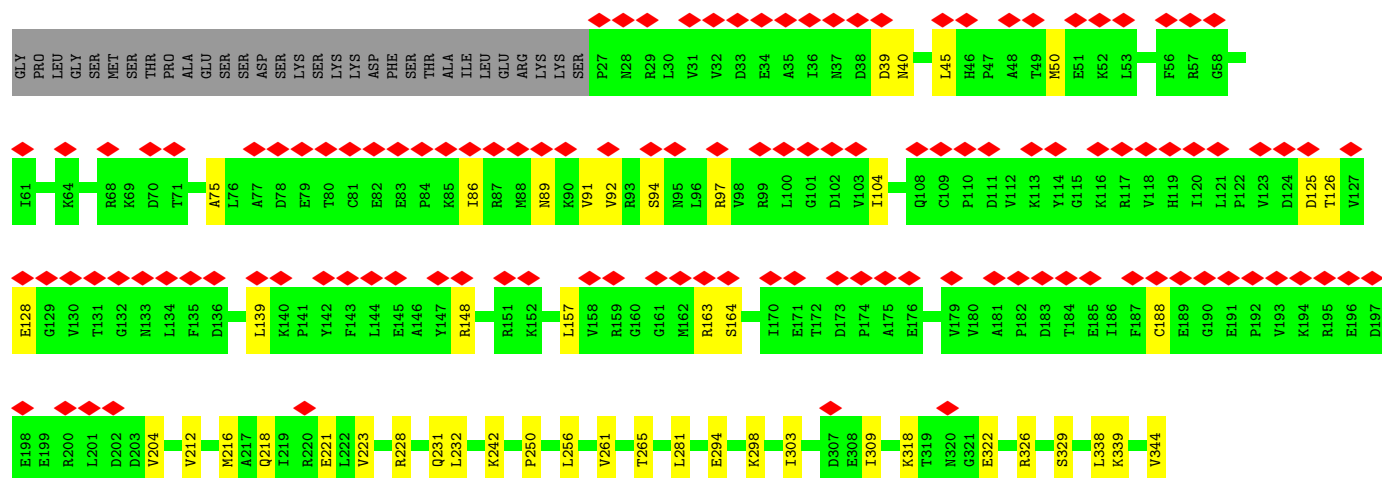 GLY PRO LEU GLY SER MET SER THR PRO ALA GLU SER SER ASP SER LYS SER LYS LYS ASP PHE SER THR ALA ILE LEU GLU ARG LYS LYS SER P27 N28 R29 L30 V31 V32 D33 E34 A35 I36 N37 D38 D39 N40 L45 H46 P47 A48 T49 M50 E51 K52 L53 F56 R57 G58
I61 K64 R68 K69 D70 T71 A75 L76 A77 D78 E79 T80 C81 E82 E83 P84 K85 I86 R87 M88 N89 K90 V91 V92 R93 S94 N95 L96 R97 V98 R99 L100 G101 D102 V103 I104 Q108 C109 P110 D111 V112 K113 Y114 G115 K116 R117 V118 H119 I120 L121 P122 V123 D124 D125 T126 V127
E128 G129 V130 T131 G132 N133 L134 F135 D136 L139 K140 P141 Y142 F143 L144 E145 A146 Y147 R148 R151 K152 L157 V158 R159 G160 G161 M162 R163 S164 I170 E171 T172 D173 P174 A175 E176 V179 V180 A181 P182 D183 T184 E185 I186 F187 C188 E189 G190 E191 P192 V193 K194 R195 E196 D197
E198 E199 R200 L201 D202 D203 V204 V212 M216 A217 Q218 I219 R220 E221 L222 V223 R228 Q231 L232 K242 P250 L256 V261 T265 L281 E294 K298 I303 D307 E308 I309 K318 T319 N320 G321 E322 R326 S329 L338 K339 V344